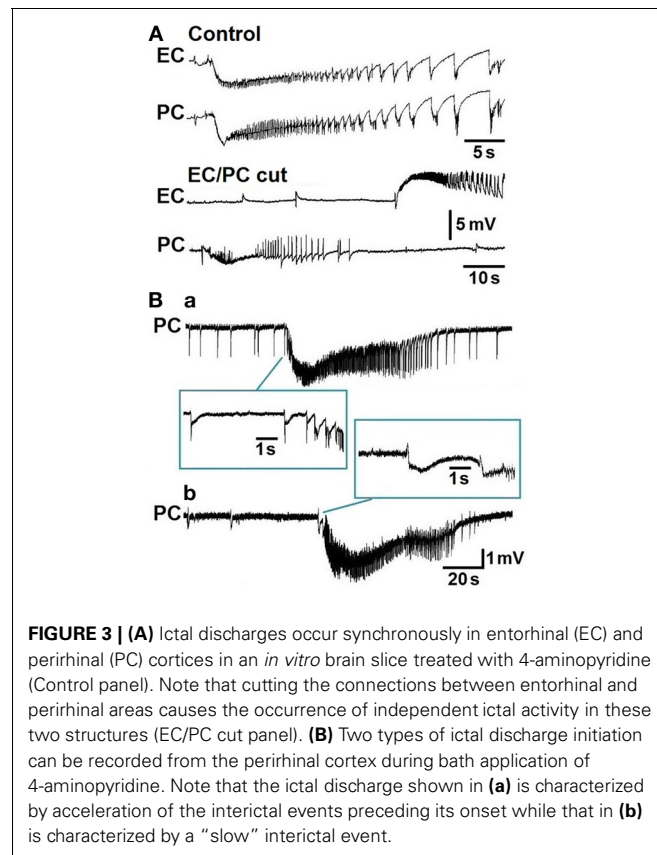 A Control
EC
PC
5 s
EC/PC cut
EC
5 mV
PC
10 s
B a
PC
1 s
1 s
b
PC
1 mV
20 s
FIGURE 3 | (A) Ictal discharges occur synchronously in entorhinal (EC) and
perirhinal (PC) cortices in an in vitro brain slice treated with 4-aminopyridine
(Control panel). Note that cutting the connections between entorhinal and
perirhinal areas causes the occurrence of independent ictal activity in these
two structures (EC/PC cut panel). (B) Two types of ictal discharge initiation
can be recorded from the perirhinal cortex during bath application of
4-aminopyridine. Note that the ictal discharge shown in (a) is characterized
by acceleration of the interictal events preceding its onset while that in (b)
is characterized by a “slow” interictal event.